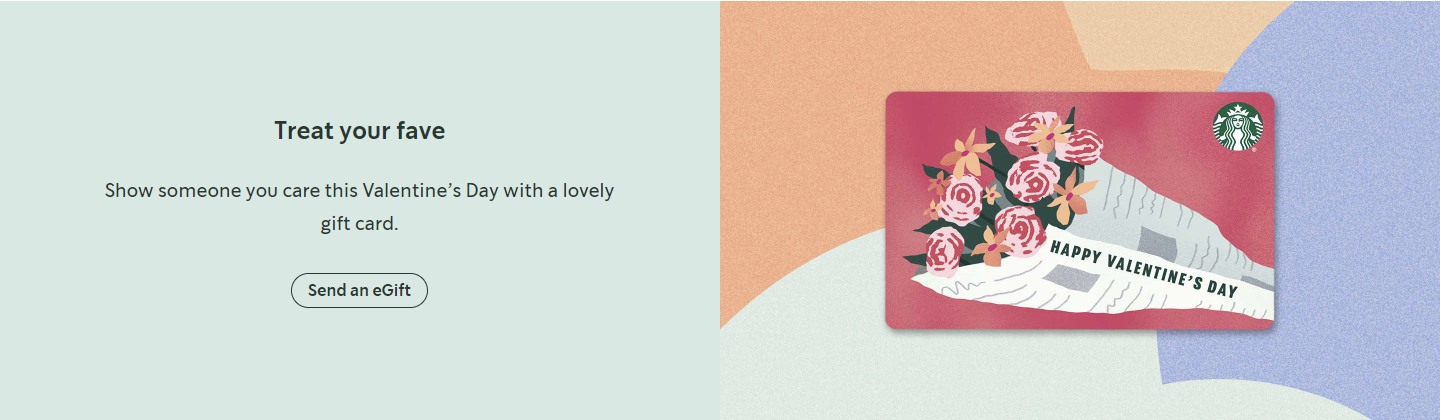 Treat your fave
Show someone you care this Valentine’s Day with a lovely
gift card.
Send an eGift
HAPPY VALENTINE'S DAY